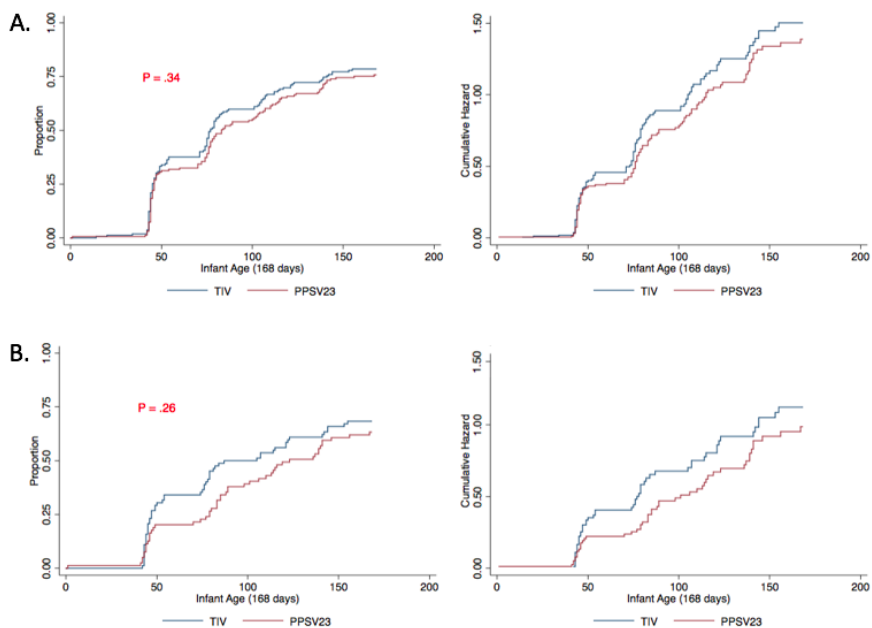 A.
P = .34
Proportion
1.00
0.75
0.50
0.25
0.00
0 50 100 150 200
Infant Age (168 days)
TIV PPSV23
Cumulative Hazard
1.50
1.00
0.50
0.00
0 50 100 150 200
Infant Age (168 days)
TIV PPSV23
B.
P = .26
Proportion
1.00
0.75
0.50
0.25
0.00
0 50 100 150 200
Infant Age (168 days)
TIV PPSV23
Cumulative Hazard
1.50
1.00
0.50
0.00
0 50 100 150 200
Infant Age (168 days)
TIV PPSV23